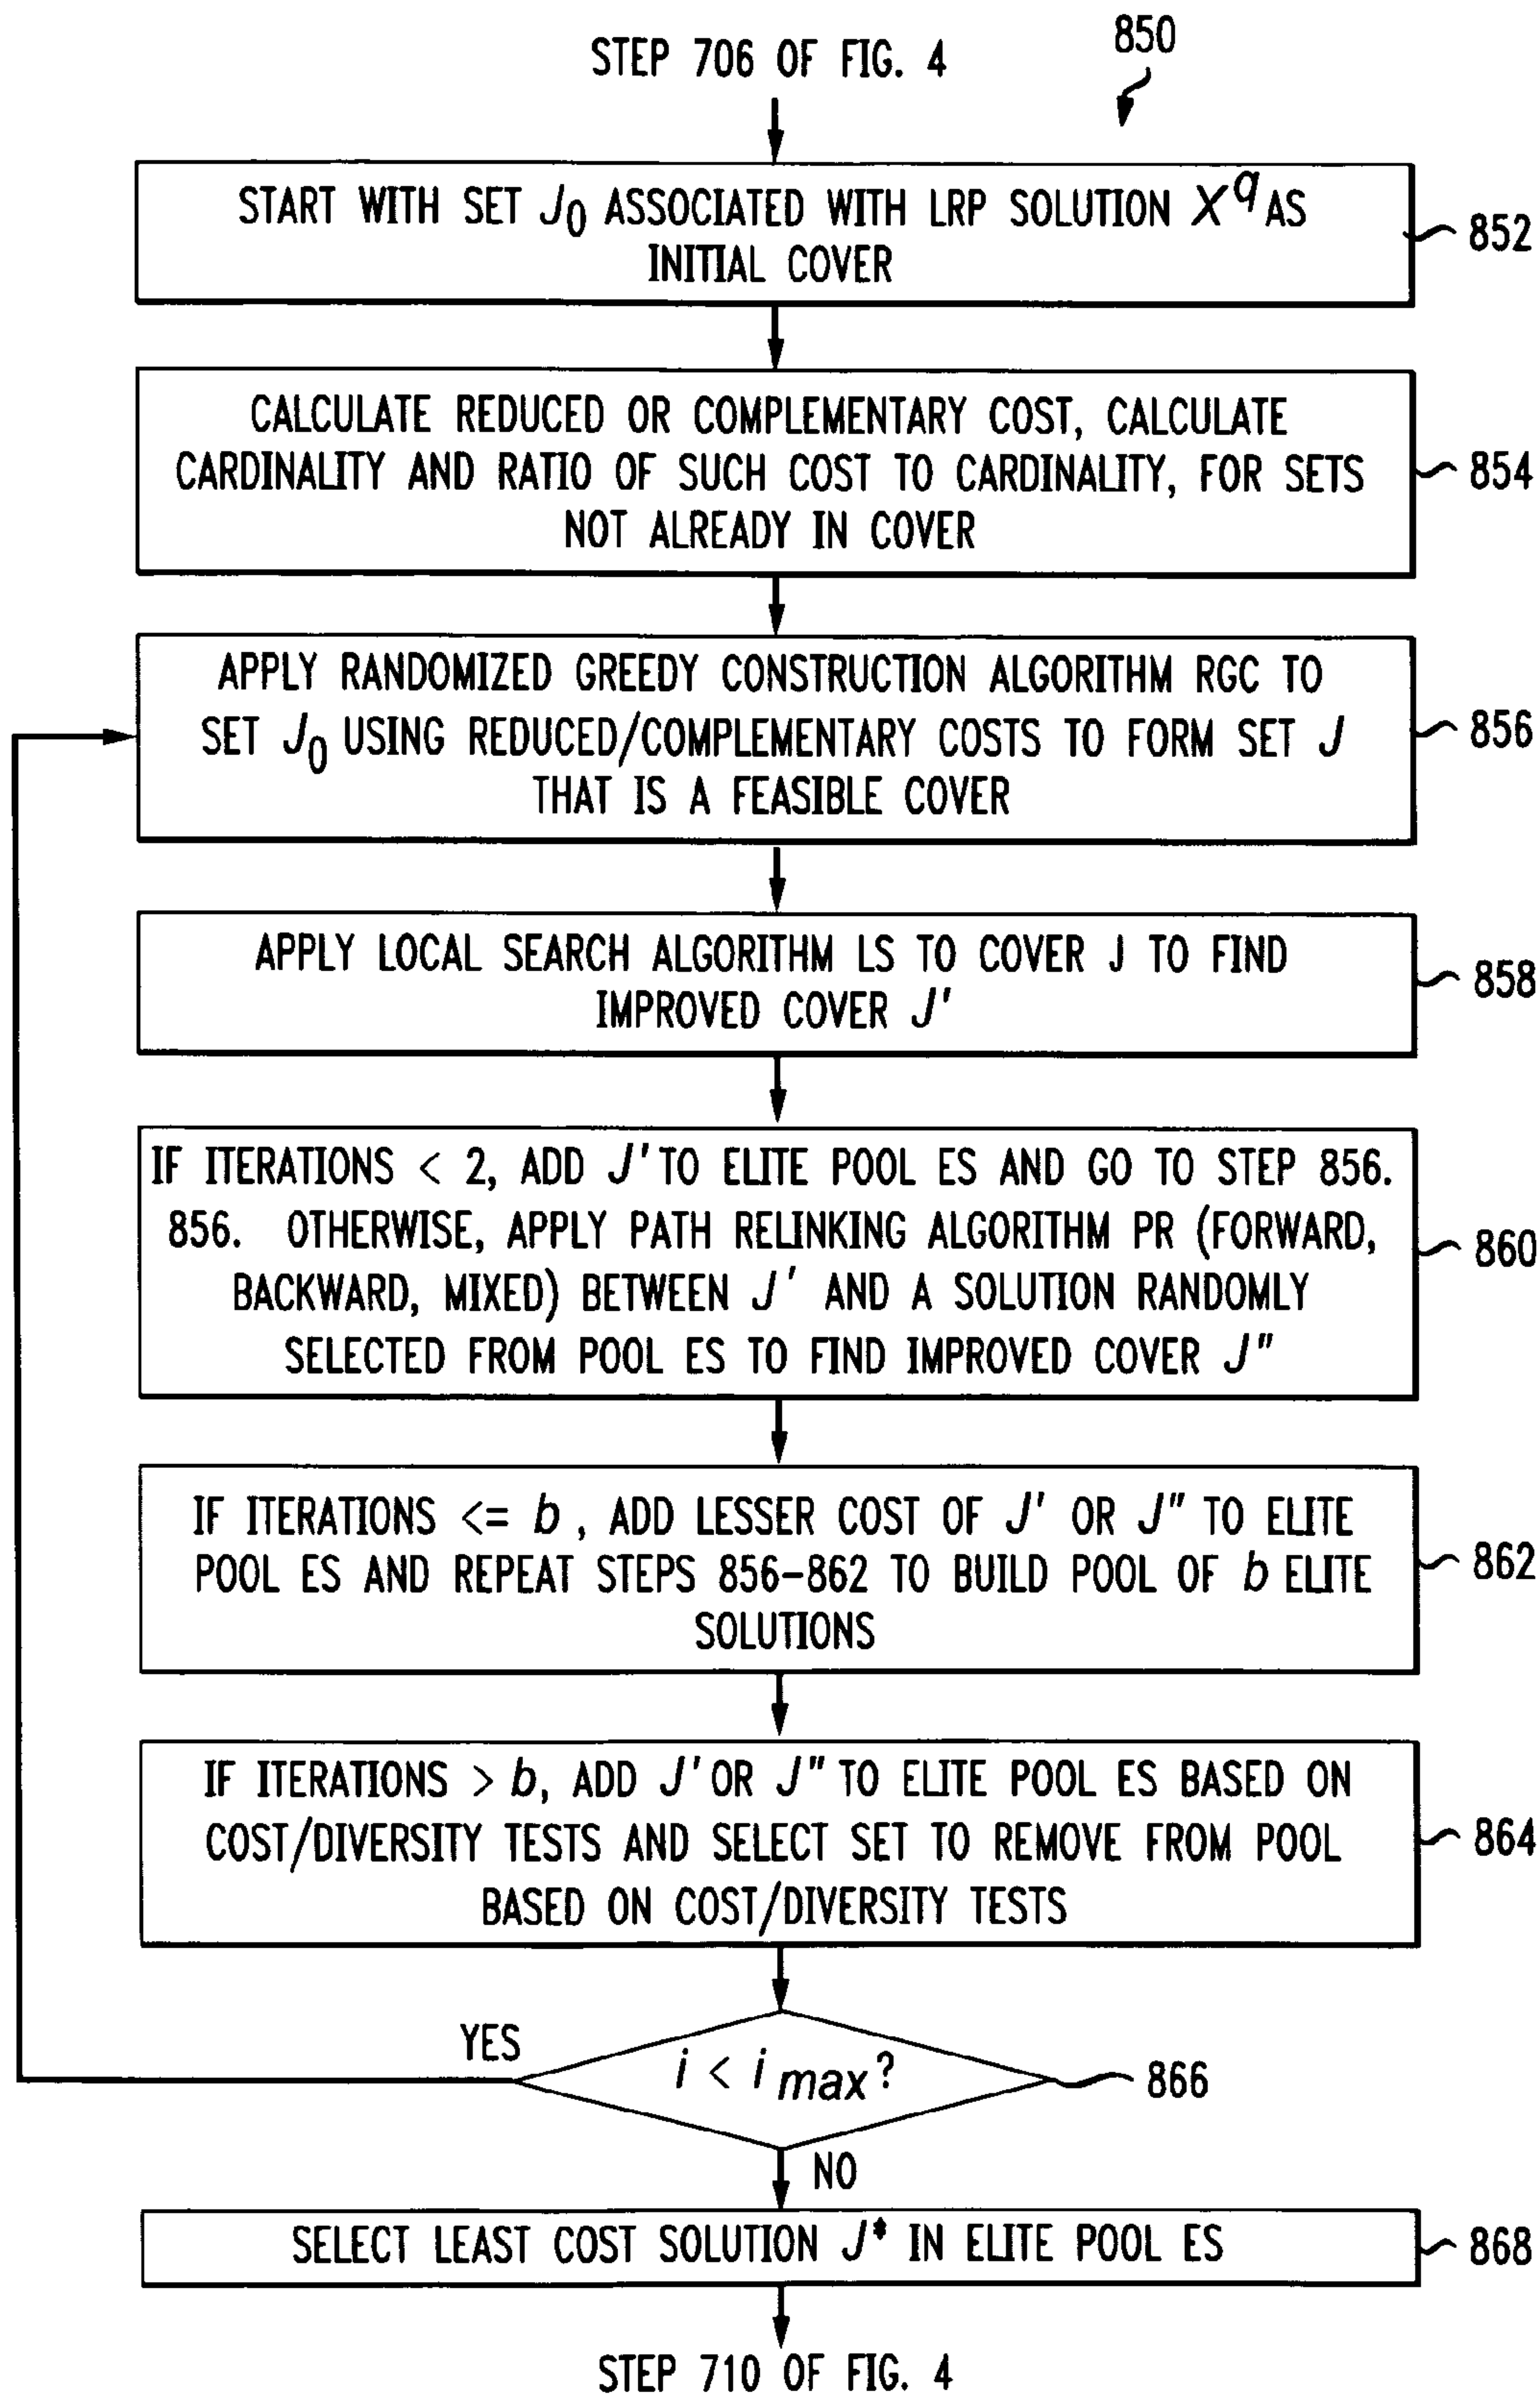 STEP 706 OF FIG. 4
850
START WITH SET J0 ASSOCIATED WITH LRP SOLUTION X^q AS
INITIAL COVER
852
CALCULATE REDUCED OR COMPLEMENTARY COST, CALCULATE
CARDINALITY AND RATIO OF SUCH COST TO CARDINALITY, FOR SETS
NOT ALREADY IN COVER
854
APPLY RANDOMIZED GREEDY CONSTRUCTION ALGORITHM RGC TO
SET J0 USING REDUCED/COMPLEMENTARY COSTS TO FORM SET J
THAT IS A FEASIBLE COVER
856
APPLY LOCAL SEARCH ALGORITHM LS TO COVER J TO FIND
IMPROVED COVER J'
858
IF ITERATIONS < 2, ADD J' TO ELITE POOL ES AND GO TO STEP 856.
856. OTHERWISE, APPLY PATH RELINKING ALGORITHM PR (FORWARD,
BACKWARD, MIXED) BETWEEN J' AND A SOLUTION RANDOMLY
SELECTED FROM POOL ES TO FIND IMPROVED COVER J"
860
IF ITERATIONS <= b, ADD LESSER COST OF J' OR J" TO ELITE
POOL ES AND REPEAT STEPS 856-862 TO BUILD POOL OF b ELITE
SOLUTIONS
862
IF ITERATIONS > b, ADD J' OR J" TO ELITE POOL ES BASED ON
COST/DIVERSITY TESTS AND SELECT SET TO REMOVE FROM POOL
BASED ON COST/DIVERSITY TESTS
864
YES
i < i max?
866
NO
SELECT LEAST COST SOLUTION J* IN ELITE POOL ES
868
STEP 710 OF FIG. 4